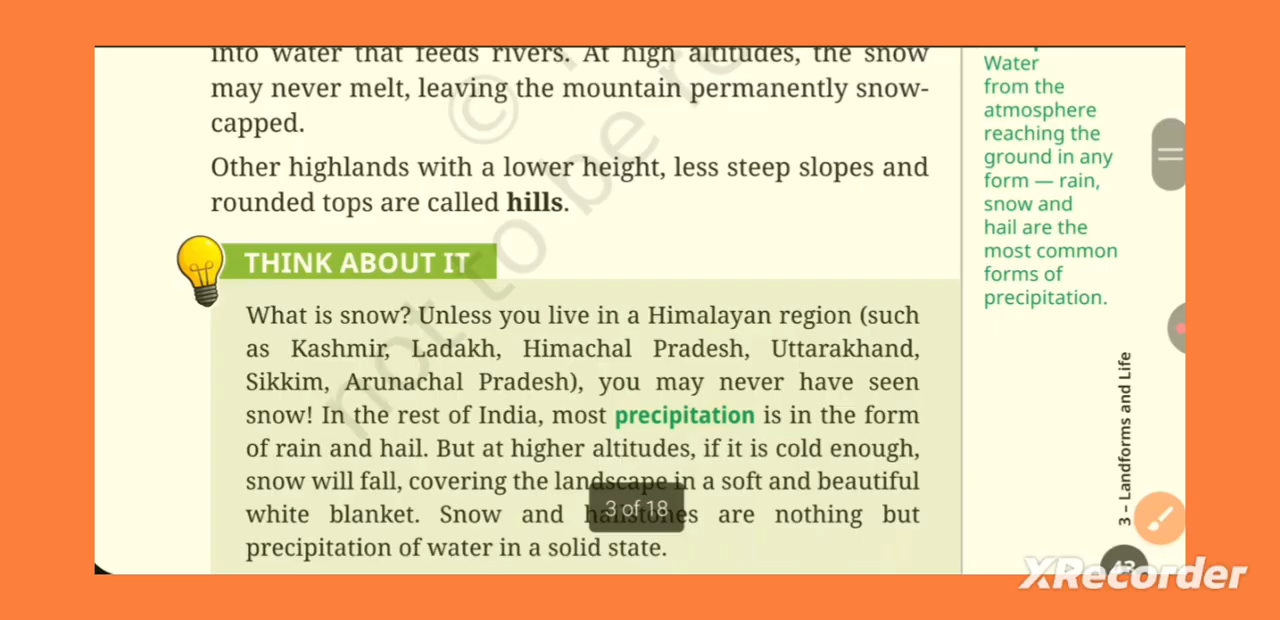 into water that feeds rivers. At high altitudes, the snow
may never melt, leaving the mountain permanently snow-
capped.
Other highlands with a lower height, less steep slopes and
rounded tops are called hills.
THINK ABOUT IT
What is snow? Unless you live in a Himalayan region (such
as Kashmir, Ladakh, Himachal Pradesh, Uttarakhand,
Sikkim, Arunachal Pradesh), you may never have seen
snow! In the rest of India, most precipitation is in the form
of rain and hail. But at higher altitudes, if it is cold enough,
snow will fall, covering the landscape in a soft and beautiful
white blanket. Snow and hailstones are nothing but
precipitation of water in a solid state.
3 of 18
Water
from the
atmosphere
reaching the
ground in any
form — rain,
snow and
hail are the
most common
forms of
precipitation.
3 – Landforms and Life
43
not to be re
©
XRecorder